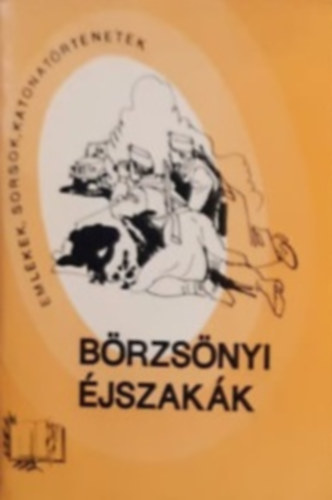 EMLÉKEK, SORSOK, KATONATÖRTÉNETEK
BÖRZSÖNYI
ÉJSZAKÁK